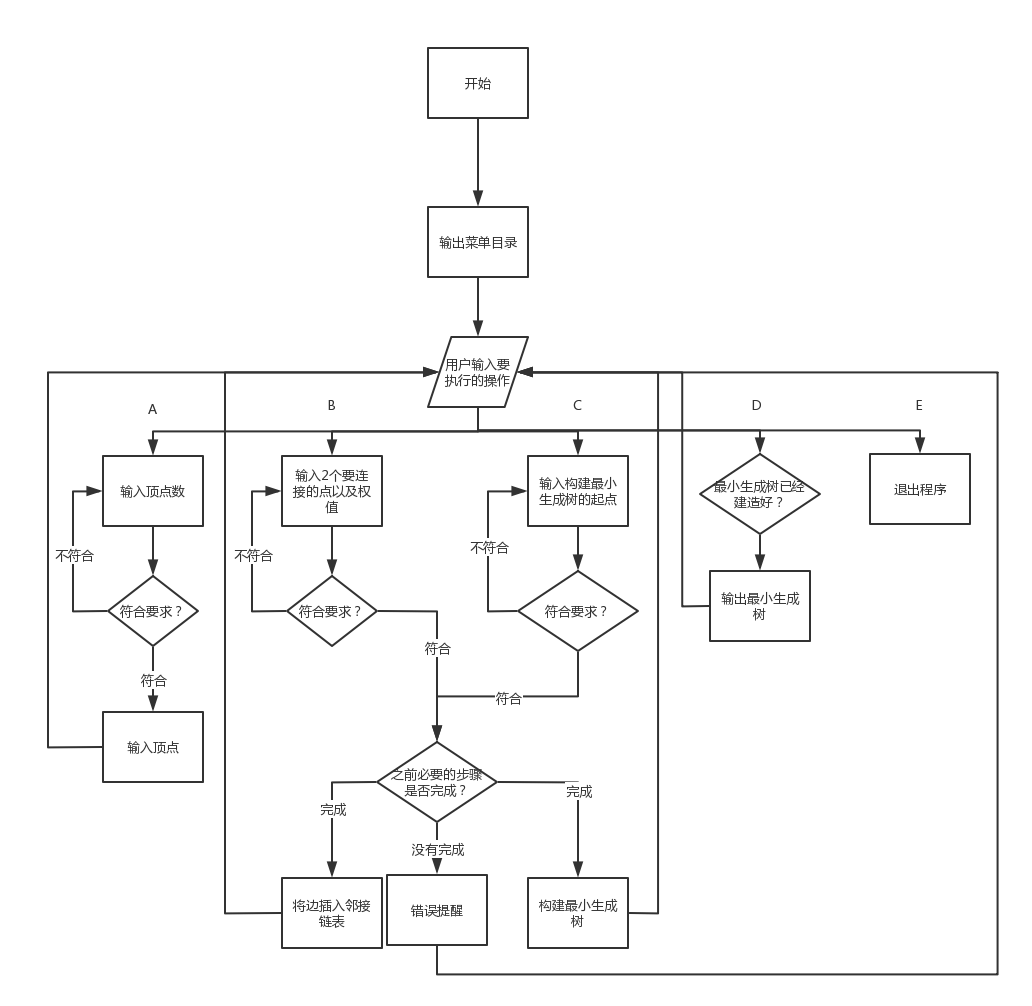 开始
输出菜单目录
用户输入要
执行的操作
A
B
C
D
E
输入顶点数
输入2个要连
接的点以及权
值
输入构建最小
生成树的起点
最小生成树已经
建造好？
退出程序
不符合
不符合
不符合
符合要求？
符合要求？
符合要求？
输出最小生成
树
符合
符合
符合
输入顶点
之前必要的步骤
是否完成？
完成
完成
没有完成
将边插入邻接
链表
错误提醒
构建最小生成
树